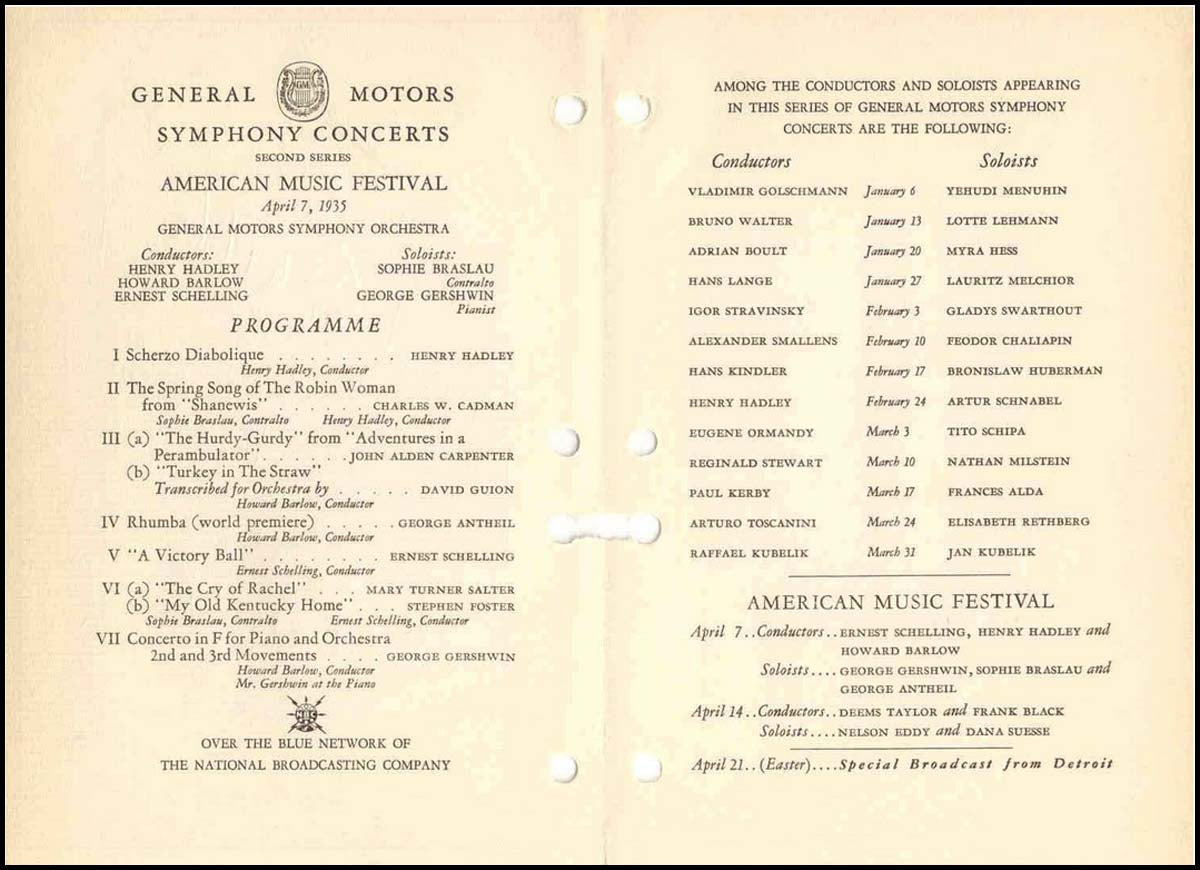 GENERAL GM MOTORS
SYMPHONY CONCERTS
SECOND SERIES
AMERICAN MUSIC FESTIVAL
April 7, 1935
GENERAL MOTORS SYMPHONY ORCHESTRA
Conductors: Soloists:
HENRY HADLEY SOPHIE BRASLAU
HOWARD BARLOW Contralto
ERNEST SCHELLING GEORGE GERSHWIN
Pianist
PROGRAMME
I Scherzo Diabolique . . . . . . . . HENRY HADLEY
Henry Hadley, Conductor
II The Spring Song of The Robin Woman
from "Shanewis" . . . . . . CHARLES W. CADMAN
Sophie Braslau, Contralto Henry Hadley, Conductor
III (a) "The Hurdy-Gurdy" from "Adventures in a
Perambulator" . . . . . . JOHN ALDEN CARPENTER
(b) "Turkey in The Straw"
Transcribed for Orchestra by . . . . . DAVID GUION
Howard Barlow, Conductor
IV Rhumba (world premiere) . . . . . GEORGE ANTHEIL
Howard Barlow, Conductor
V "A Victory Ball" . . . . . . . . ERNEST SCHELLING
Ernest Schelling, Conductor
VI (a) "The Cry of Rachel" . . . MARY TURNER SALTER
(b) "My Old Kentucky Home" . . . STEPHEN FOSTER
Sophie Braslau, Contralto Ernest Schelling, Conductor
VII Concerto in F for Piano and Orchestra
2nd and 3rd Movements . . . . GEORGE GERSHWIN
Howard Barlow, Conductor
Mr. Gershwin at the Piano
NBC
OVER THE BLUE NETWORK OF
THE NATIONAL BROADCASTING COMPANY
AMONG THE CONDUCTORS AND SOLOISTS APPEARING
IN THIS SERIES OF GENERAL MOTORS SYMPHONY
CONCERTS ARE THE FOLLOWING:
Conductors Soloists
VLADIMIR GOLSCHMANN January 6 YEHUDI MENUHIN
BRUNO WALTER January 13 LOTTE LEHMANN
ADRIAN BOULT January 20 MYRA HESS
HANS LANGE January 27 LAURITZ MELCHIOR
IGOR STRAVINSKY February 3 GLADYS SWARTHOUT
ALEXANDER SMALLENS February 10 FEODOR CHALIAPIN
HANS KINDLER February 17 BRONISLAW HUBERMAN
HENRY HADLEY February 24 ARTUR SCHNABEL
EUGENE ORMANDY March 3 TITO SCHIPA
REGINALD STEWART March 10 NATHAN MILSTEIN
PAUL KERBY March 17 FRANCES ALDA
ARTURO TOSCANINI March 24 ELISABETH RETHBERG
RAFFAEL KUBELIK March 31 JAN KUBELIK
AMERICAN MUSIC FESTIVAL
April 7 . . Conductors . . ERNEST SCHELLING, HENRY HADLEY and
HOWARD BARLOW
Soloists . . . . GEORGE GERSHWIN, SOPHIE BRASLAU and
GEORGE ANTHEIL
April 14 . . Conductors . . DEEMS TAYLOR and FRANK BLACK
Soloists . . . . NELSON EDDY and DANA SUESSE
April 21 . . (Easter) . . . . Special Broadcast from Detroit